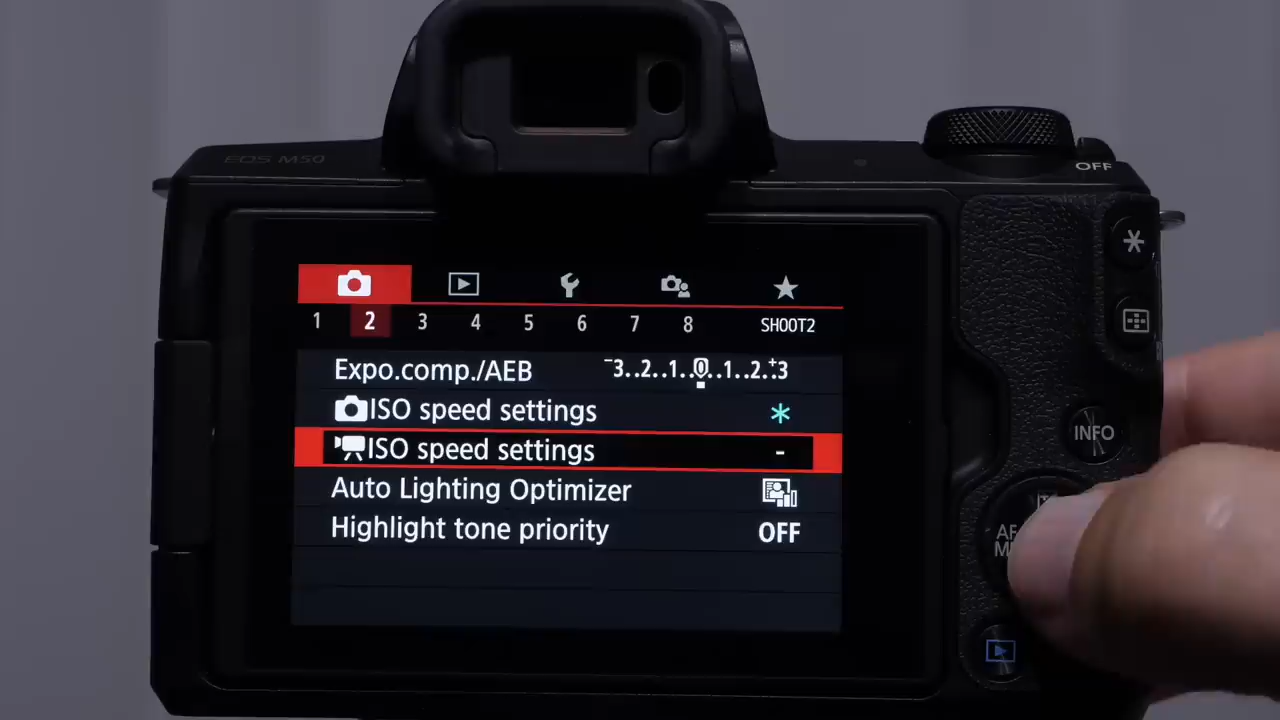 EOS M50
OFF
1 2 3 4 5 6 7 8 SHOOT2
Expo.comp./AEB -3..2..1..0..1..2.:+3
ISO speed settings *
ISO speed settings -
Auto Lighting Optimizer
Highlight tone priority OFF
INFO